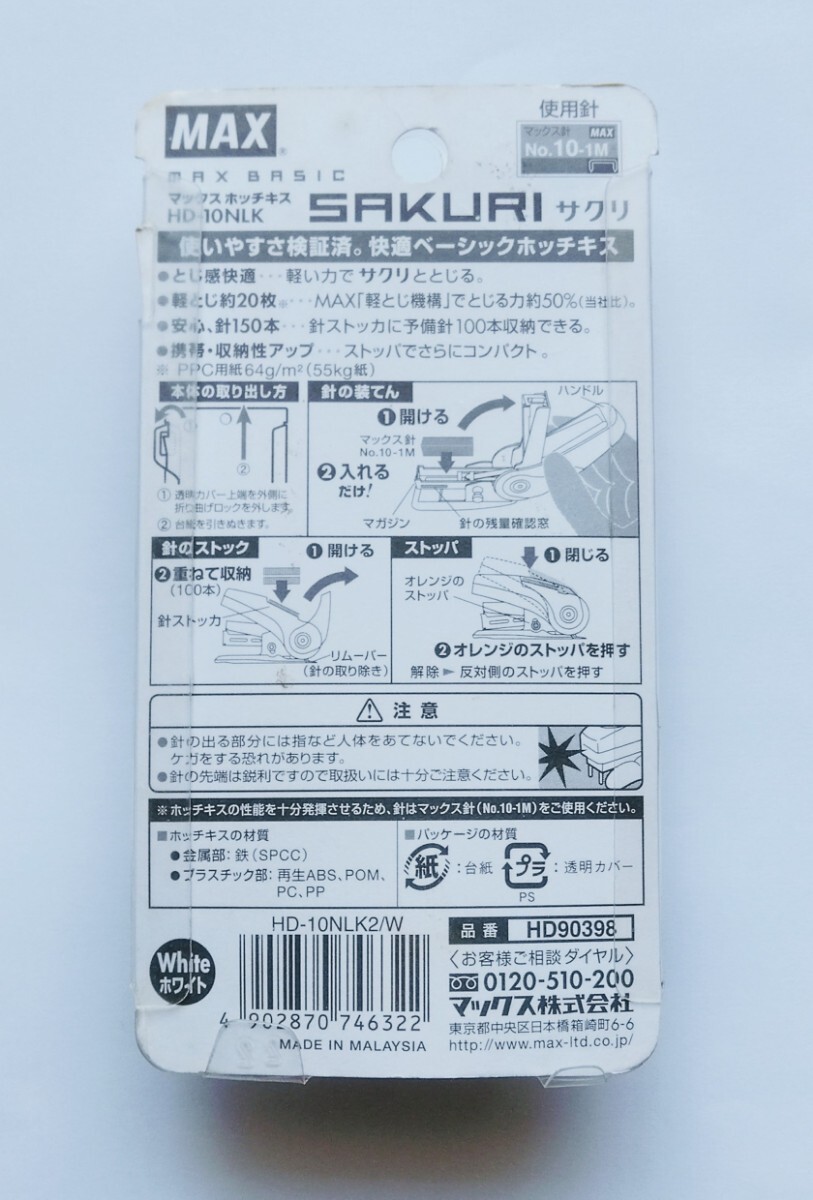 MAX
使用針
マックス針 MAX
No.10-1M
MAX BASIC
マックス ホッチキス
HD-10NLK
SAKURI サクリ
使いやすさ検証済。快適ベーシックホッチキス
●とじ感快適･･･軽い力で サクリととじる。
●軽とじ約20枚※･･･MAX「軽とじ機構」でとじる力約50%(当社比)。
●安心、針150本･･･針ストッカに予備針100本収納できる。
●携帯・収納性アップ･･･ストッパでさらにコンパクト。
※ PPC用紙64g/m²(55kg紙)
本体の取り出し方
①
②
① 透明カバー上端を外側に
折り曲げロックを外します。
② 台紙を引きぬきます。
針の装てん
ハンドル
❶開ける
マックス針
No.10-1M
❷入れる
だけ!
マガジン
針の残量確認窓
針のストック
❶開ける
❷重ねて収納
(100本)
針ストッカ
リムーバー
(針の取り除き)
ストッパ
❶閉じる
オレンジの
ストッパ
❷オレンジのストッパを押す
解除 ► 反対側のストッパを押す
⚠ 注意
●針の出る部分には指など人体をあてないでください。
ケガをする恐れがあります。
●針の先端は鋭利ですので取扱いには十分ご注意ください。
※ホッチキスの性能を十分発揮させるため、針はマックス針(No.10-1M)をご使用ください。
■ホッチキスの材質
●金属部:鉄(SPCC)
●プラスチック部:再生ABS、POM、
PC、PP
■パッケージの材質
紙:台紙
プラ:透明カバー
PS
White
ホワイト
HD-10NLK2/W
4 902870 746322
MADE IN MALAYSIA
品番 HD90398
〈お客様ご相談ダイヤル〉
0120-510-200
マックス株式会社
東京都中央区日本橋箱崎町6-6
http://www.max-ltd.co.jp/